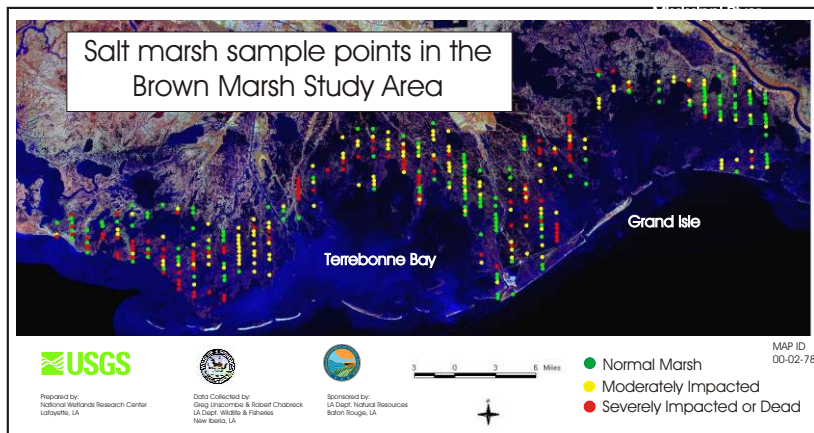 Salt marsh sample points in the
Brown Marsh Study Area
Grand Isle
Terrebonne Bay
USGS
Prepared by:
National Wetlands Research Center
Lafayette, LA
Data Collected by:
Greg Linscombe & Robert Chabreck
LA Dept. Wildlife & Fisheries
New Iberia, LA
Sponsored by:
LA Dept. Natural Resources
Baton Rouge, LA
3 0 3 6 Miles
Normal Marsh
Moderately Impacted
Severely Impacted or Dead
MAP ID
00-02-78